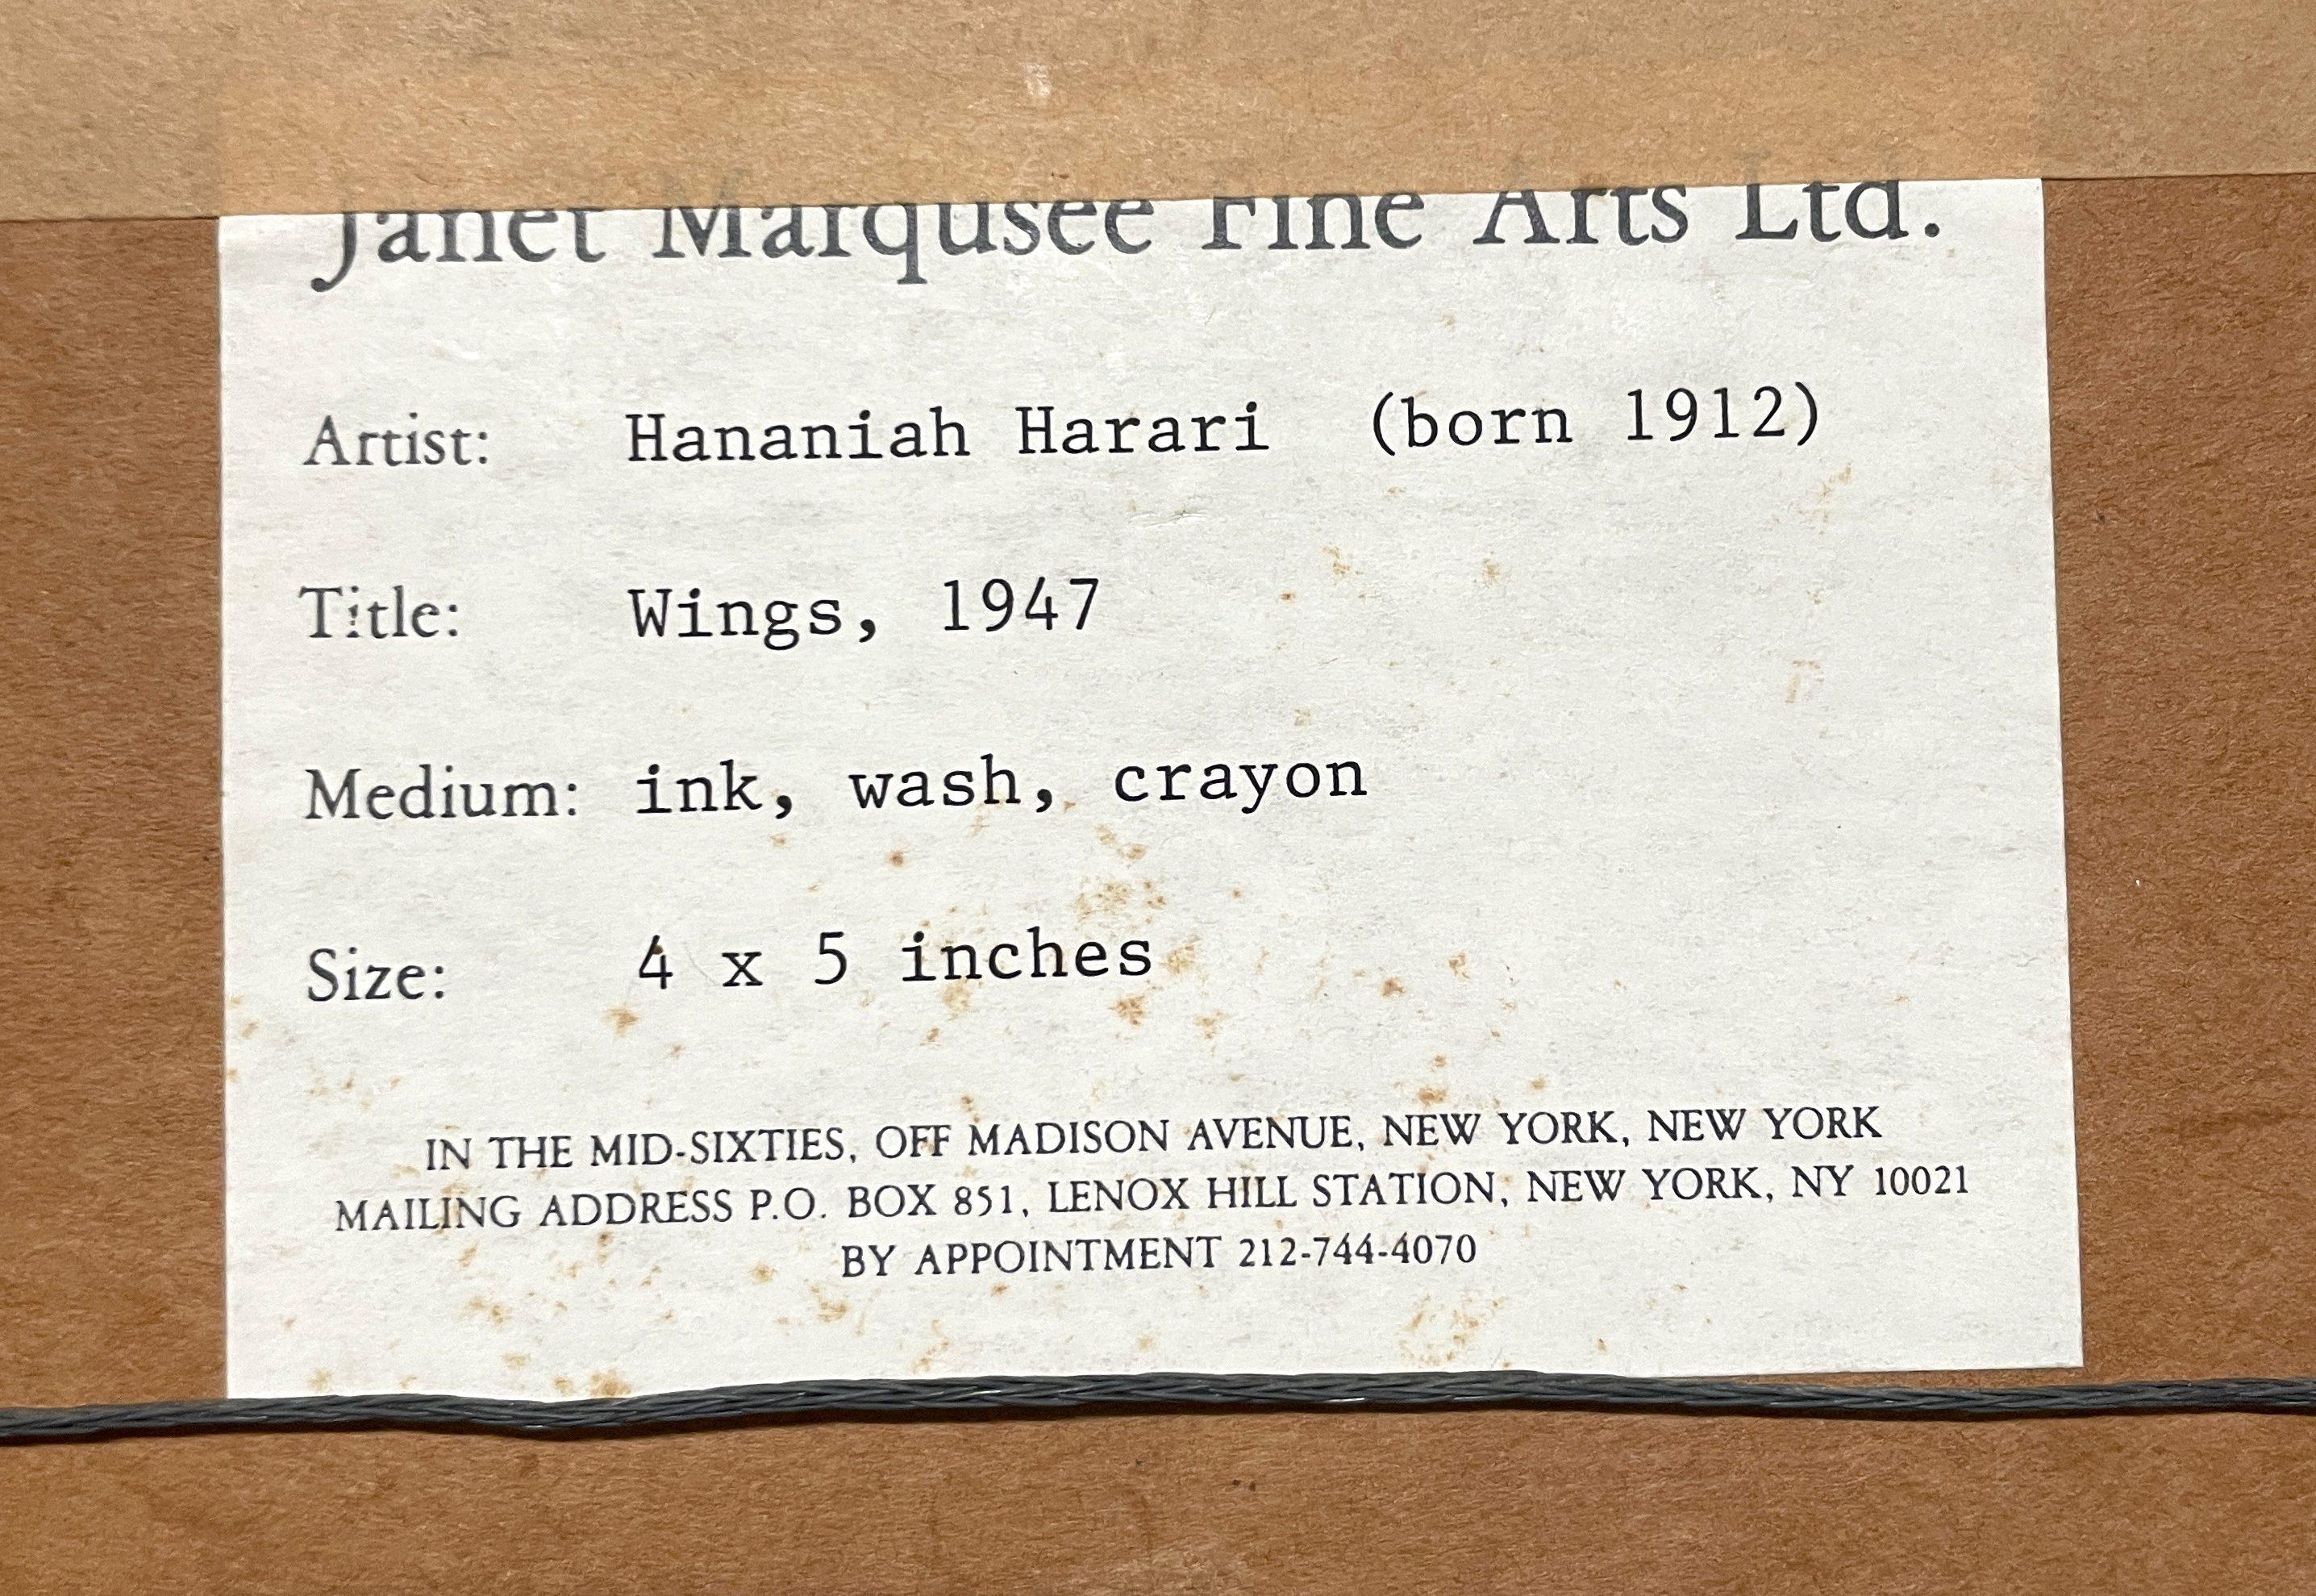 Janet Marqusee Fine Arts Ltd.
Artist: Hananiah Harari (born 1912)
Title: Wings, 1947
Medium: ink, wash, crayon
Size: 4 x 5 inches
IN THE MID-SIXTIES, OFF MADISON AVENUE, NEW YORK, NEW YORK
MAILING ADDRESS P.O. BOX 851, LENOX HILL STATION, NEW YORK, NY 10021
BY APPOINTMENT 212-744-4070